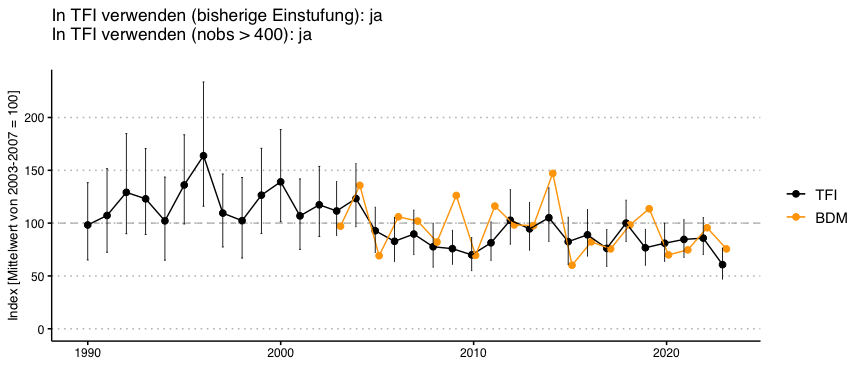 In TFI verwenden (bisherige Einstufung): ja
In TFI verwenden (nobs > 400): ja
Index [Mittelwert von 2003-2007 = 100]
200
150
100
50
0
1990
2000
2010
2020
TFI
BDM